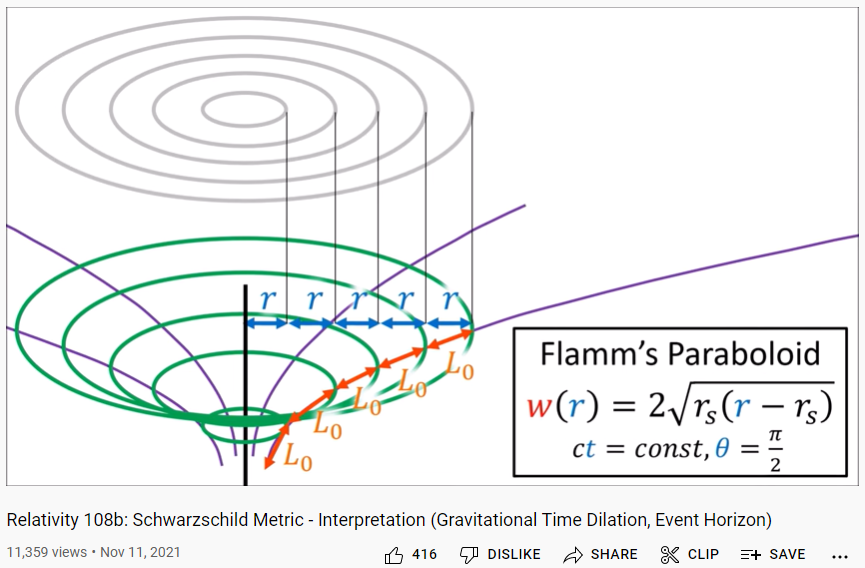 r r r r r
L₀
L₀
L₀
L₀
L₀
Flamm's Paraboloid
w(r) = 2√(rₛ(r − rₛ))
ct = const, θ = π/2
Relativity 108b: Schwarzschild Metric - Interpretation (Gravitational Time Dilation, Event Horizon)
11,359 views • Nov 11, 2021
416 DISLIKE SHARE CLIP SAVE ...